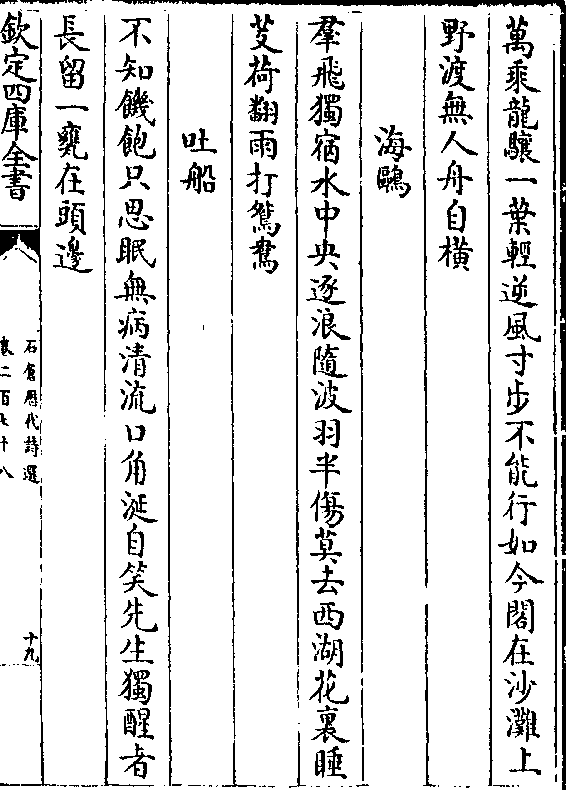 萬乘龍驤一葉輕逆風寸步不能行如今閣在沙灘上
野渡無人舟自橫
海鷗
羣飛獨宿水中央逐浪隨波羽半傷莫去西湖花裏睡
芰荷翻雨打鴛鴦
吐船
不知饑飽只思眠無病清流口角涎自笑先生獨醒者
長留一甕在頭邊
欽定四庫全書
石倉歷代詩選
卷二百七十八
十九